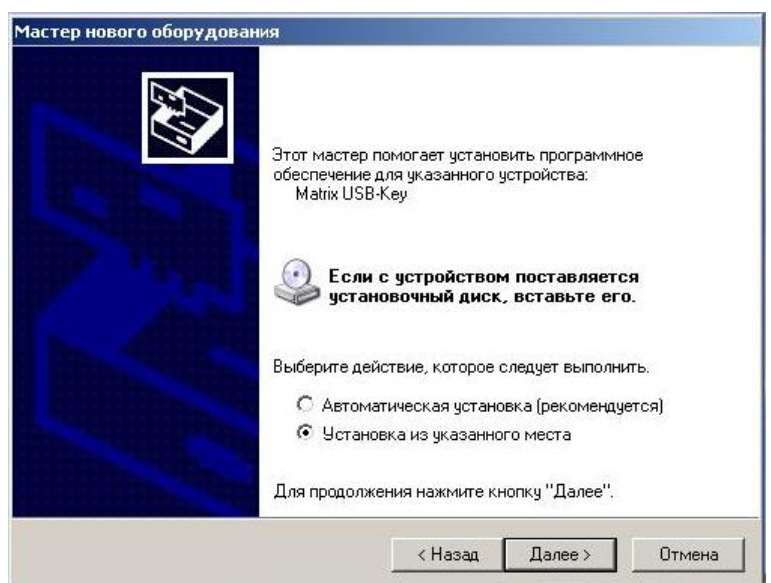 Мастер нового оборудования
Этот мастер помогает установить программное
обеспечение для указанного устройства:
Matrix USB-Key
Если с устройством поставляется
установочный диск, вставьте его.
Выберите действие, которое следует выполнить.
Автоматическая установка (рекомендуется)
Установка из указанного места
Для продолжения нажмите кнопку "Далее".
< Назад Далее > Отмена